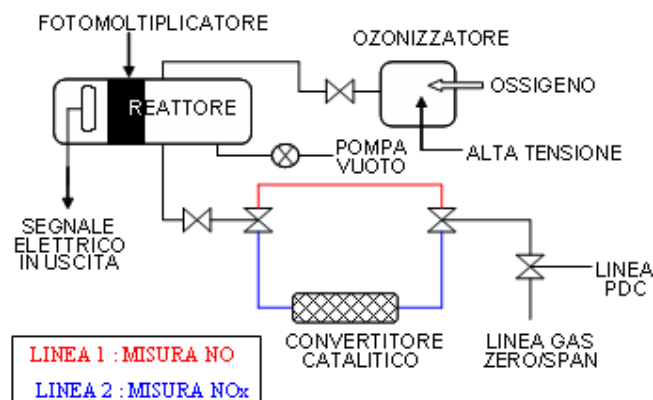 FOTOMOLTIPLICATORE
OZONIZZATORE
REATTORE
OSSIGENO
POMPA
VUOTO
ALTA TENSIONE
SEGNALE
ELETTRICO
IN USCITA
LINEA
PDC
CONVERTITORE
CATALITICO
LINEA GAS
ZERO/SPAN
LINEA 1 : MISURA NO
LINEA 2 : MISURA NOx